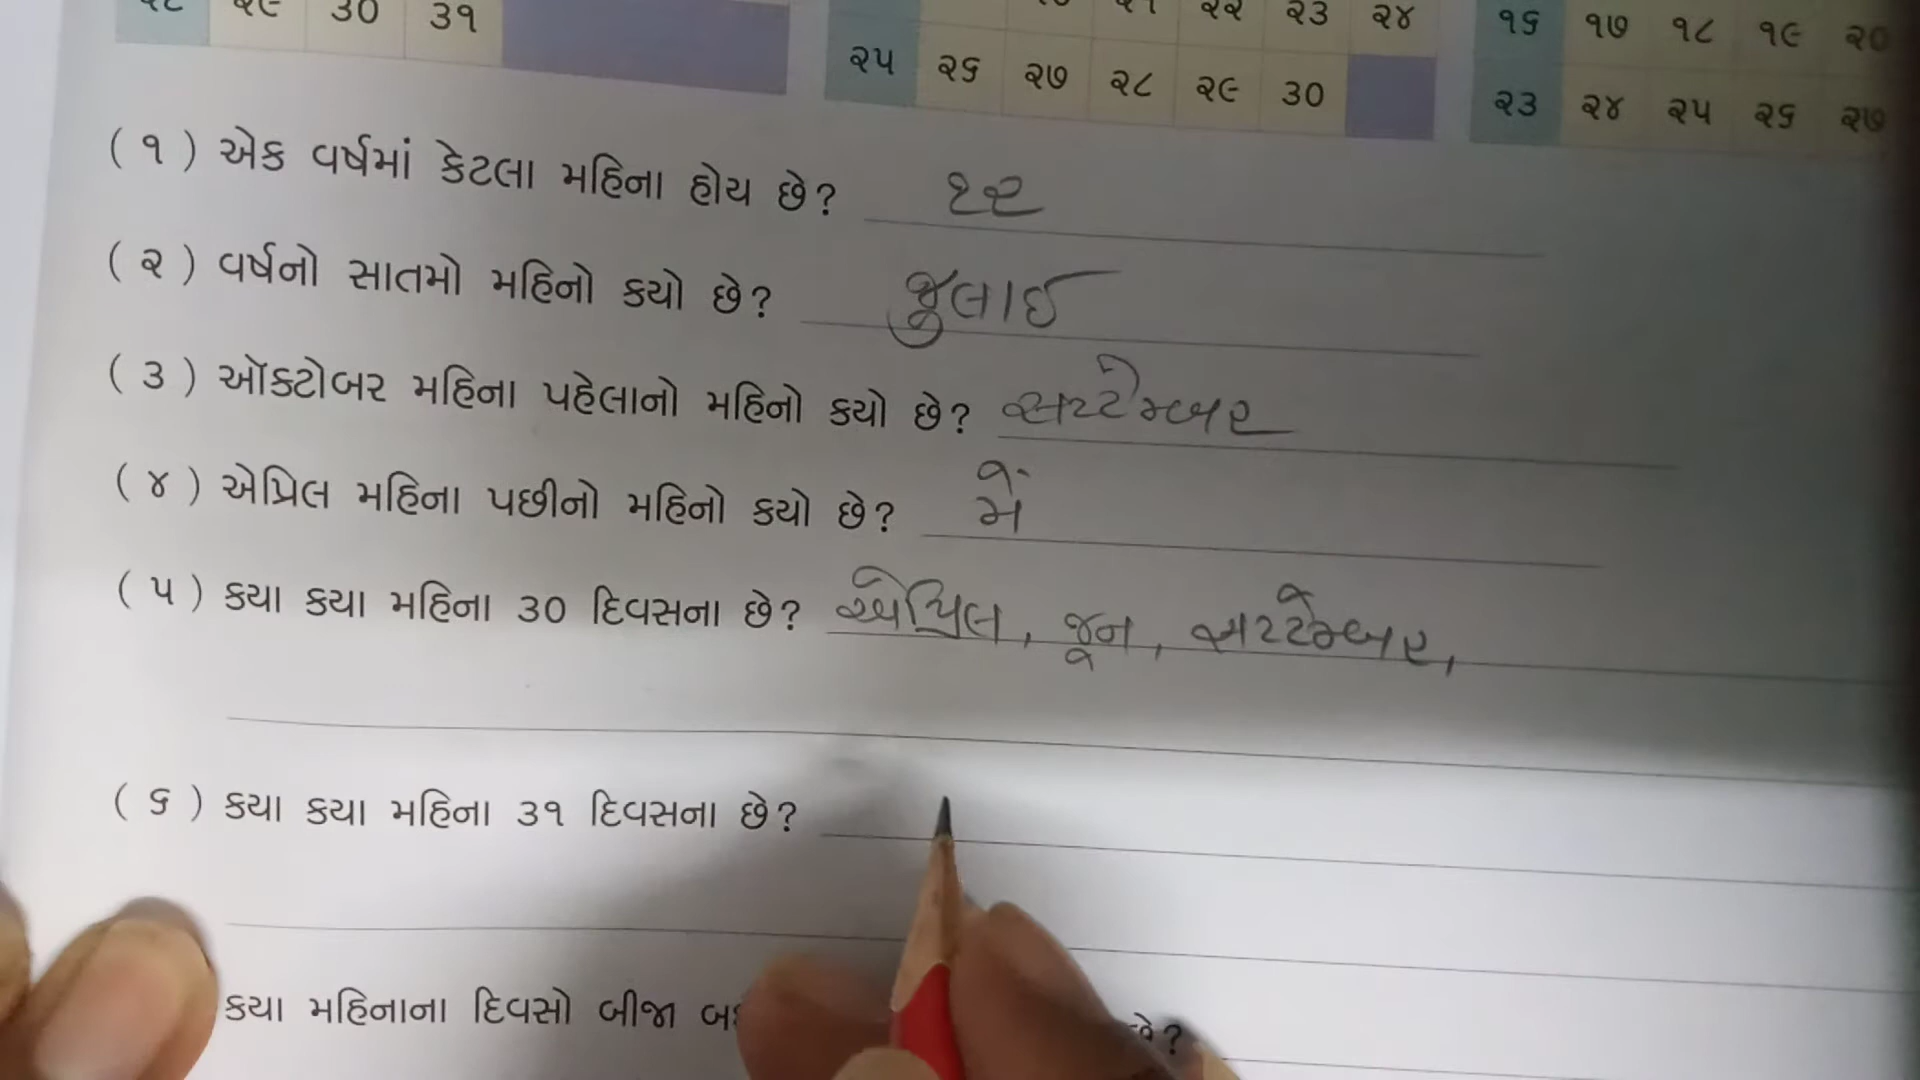 ૨૯ ૩૦ ૩૧
૨૨ ૨૩ ૨૪
૨૫ ૨૬ ૨૭ ૨૮ ૨૯ ૩૦
૧૬ ૧૭ ૧૮ ૧૯ ૨૦
૨૩ ૨૪ ૨૫ ૨૬ ૨૭
(૧) એક વર્ષમાં કેટલા મહિના હોય છે? ૧૨
(૨) વર્ષનો સાતમો મહિનો કયો છે? જુલાઈ
(૩) ઑક્ટોબર મહિના પહેલાનો મહિનો કયો છે? સપ્ટેમ્બર
(૪) એપ્રિલ મહિના પછીનો મહિનો કયો છે? મે
(૫) કયા કયા મહિના ૩૦ દિવસના છે? એપ્રિલ, જૂન, સપ્ટેમ્બર,
(૬) કયા કયા મહિના ૩૧ દિવસના છે?
કયા મહિનાના દિવસો બીજા છે?